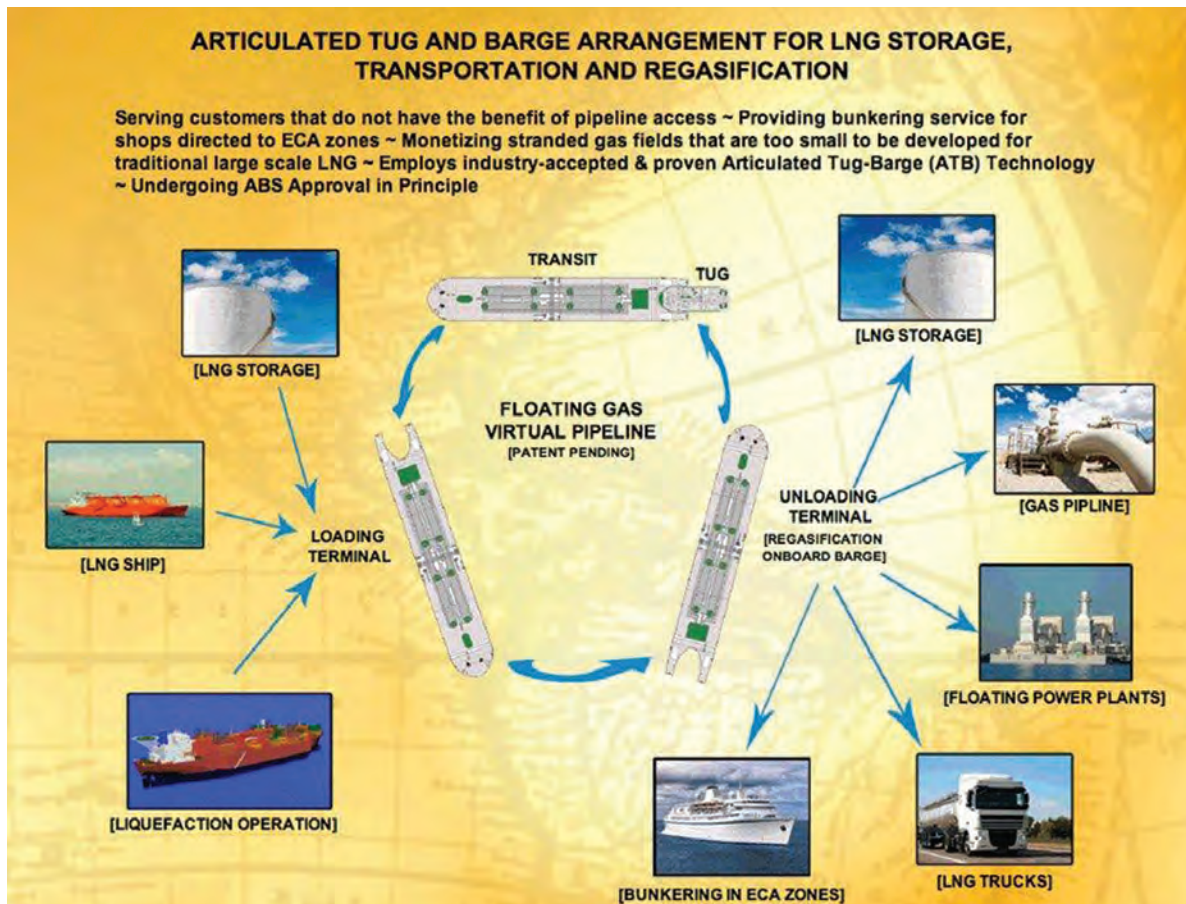 ARTICULATED TUG AND BARGE ARRANGEMENT FOR LNG STORAGE,
TRANSPORTATION AND REGASIFICATION
Serving customers that do not have the benefit of pipeline access ~ Providing bunkering service for
shops directed to ECA zones ~ Monetizing stranded gas fields that are too small to be developed for
traditional large scale LNG ~ Employs industry-accepted & proven Articulated Tug-Barge (ATB) Technology
~ Undergoing ABS Approval in Principle
TRANSIT
TUG
[LNG STORAGE]
[LNG STORAGE]
FLOATING GAS
VIRTUAL PIPELINE
[PATENT PENDING]
[LNG SHIP]
LOADING
TERMINAL
UNLOADING
TERMINAL
[REGASIFICATION
ONBOARD BARGE]
[GAS PIPLINE]
[FLOATING POWER PLANTS]
[LIQUEFACTION OPERATION]
[BUNKERING IN ECA ZONES]
[LNG TRUCKS]